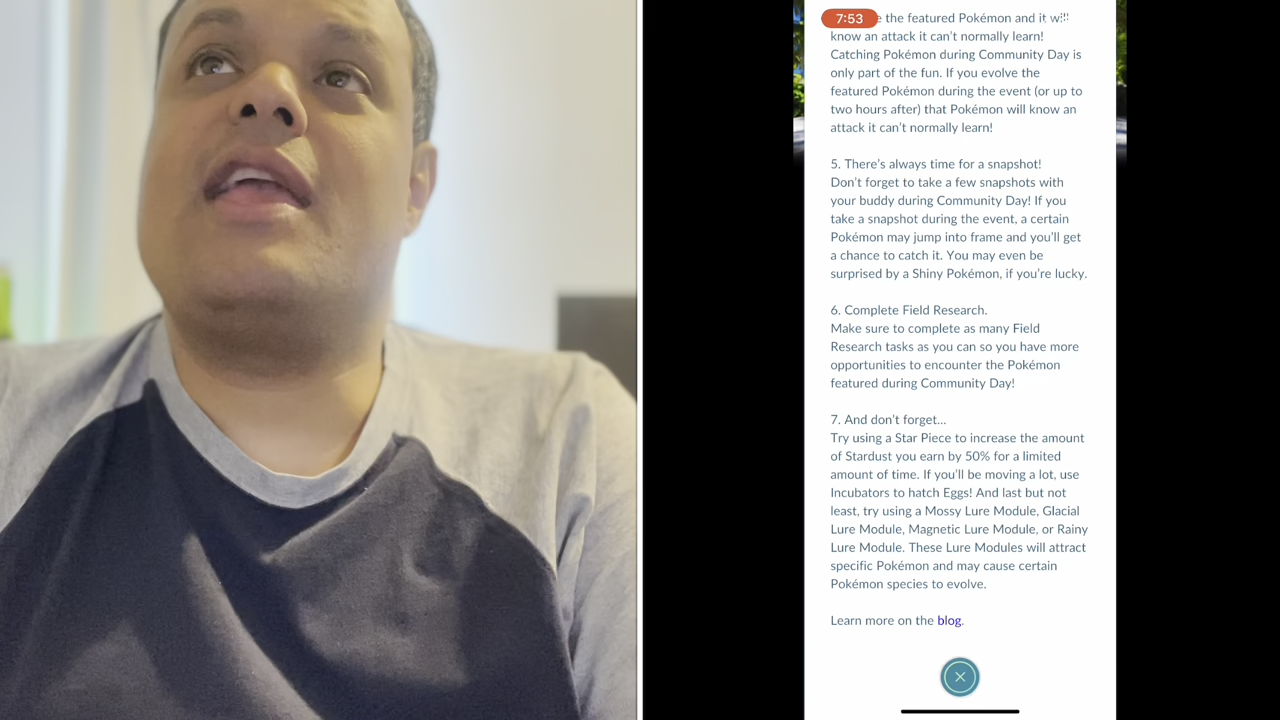 7:53
e the featured Pokémon and it will
know an attack it can't normally learn!
Catching Pokémon during Community Day is
only part of the fun. If you evolve the
featured Pokémon during the event (or up to
two hours after) that Pokémon will know an
attack it can't normally learn!
5. There's always time for a snapshot!
Don't forget to take a few snapshots with
your buddy during Community Day! If you
take a snapshot during the event, a certain
Pokémon may jump into frame and you'll get
a chance to catch it. You may even be
surprised by a Shiny Pokémon, if you're lucky.
6. Complete Field Research.
Make sure to complete as many Field
Research tasks as you can so you have more
opportunities to encounter the Pokémon
featured during Community Day!
7. And don't forget...
Try using a Star Piece to increase the amount
of Stardust you earn by 50% for a limited
amount of time. If you'll be moving a lot, use
Incubators to hatch Eggs! And last but not
least, try using a Mossy Lure Module, Glacial
Lure Module, Magnetic Lure Module, or Rainy
Lure Module. These Lure Modules will attract
specific Pokémon and may cause certain
Pokémon species to evolve.
Learn more on the blog.